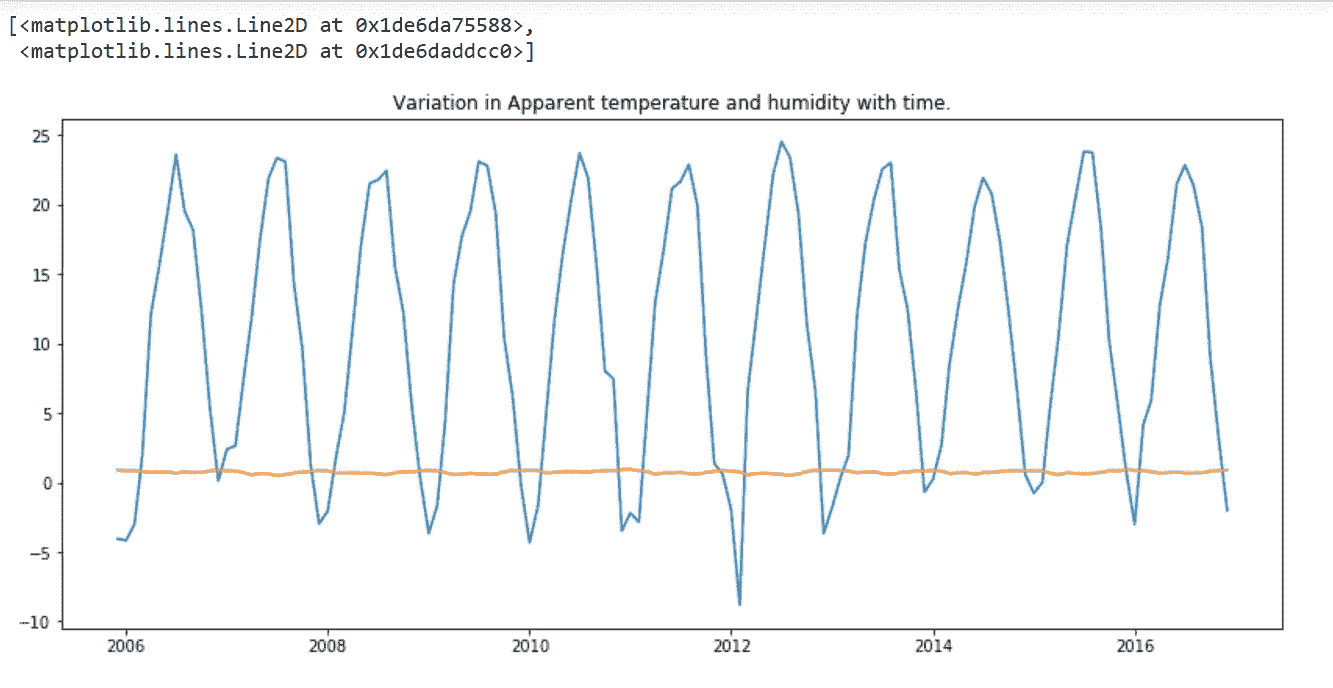 [<matplotlib.lines.Line2D at 0x1de6da75588>,
<matplotlib.lines.Line2D at 0x1de6daddcc0>]
Variation in Apparent temperature and humidity with time.
25
20
15
10
5
0
−5
−10
2006 2008 2010 2012 2014 2016